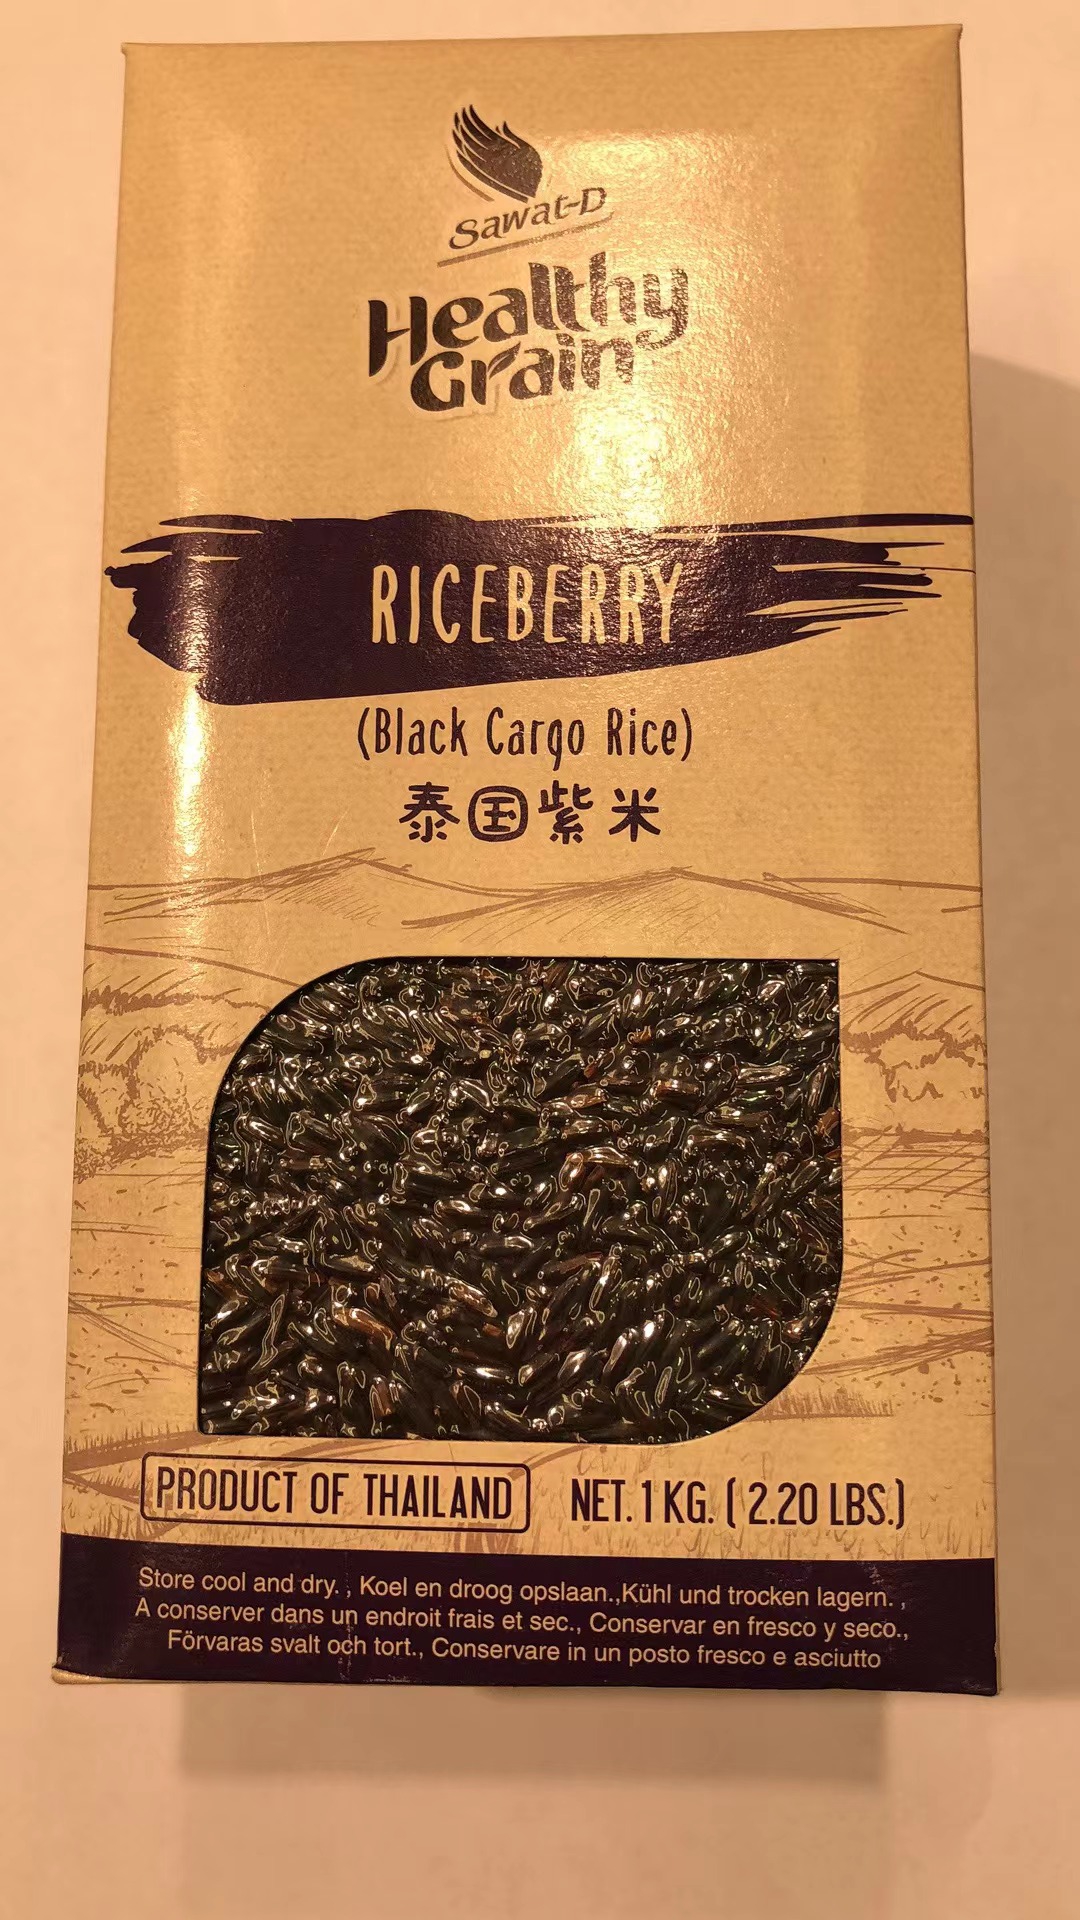 Sawat-D
Healthy
Grain
RICEBERRY
(Black Cargo Rice)
泰国紫米
PRODUCT OF THAILAND
NET. 1 KG. ( 2.20 LBS.)
Store cool and dry. , Koel en droog opslaan.,Kühl und trocken lagern. ,
A conserver dans un endroit frais et sec., Conservar en fresco y seco.,
Förvaras svalt och tort., Conservare in un posto fresco e asciutto